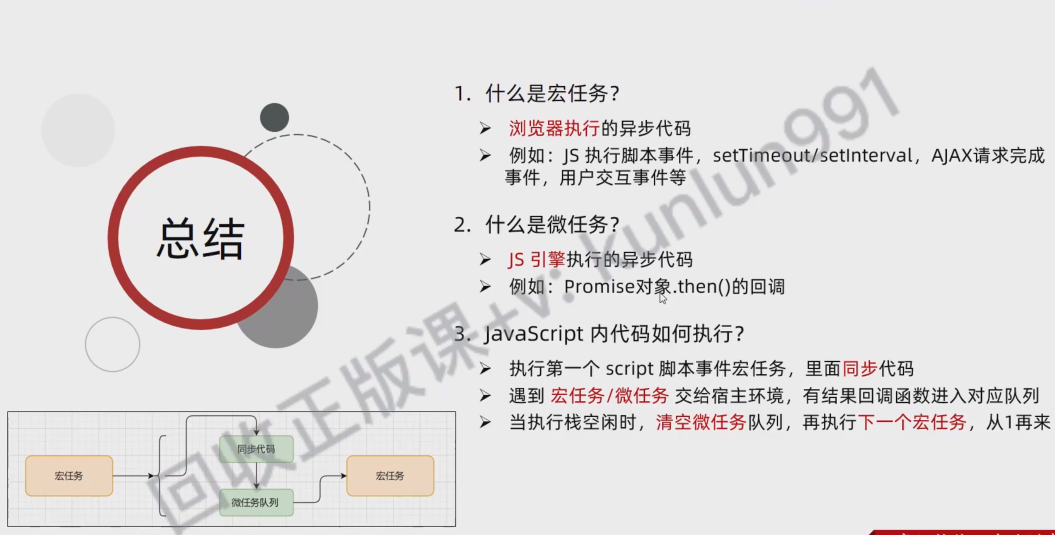 总结
1. 什么是宏任务？
浏览器执行的异步代码
例如：JS 执行脚本事件，setTimeout/setInterval，AJAX请求完成
事件，用户交互事件等
2. 什么是微任务？
JS 引擎执行的异步代码
例如：Promise对象.then()的回调
3. JavaScript 内代码如何执行？
执行第一个 script 脚本事件宏任务，里面同步代码
遇到 宏任务/微任务 交给宿主环境，有结果回调函数进入对应队列
当执行栈空闲时，清空微任务队列，再执行下一个宏任务，从1再来
宏任务
同步代码
微任务队列
宏任务
回收正版课+v: kunlun991